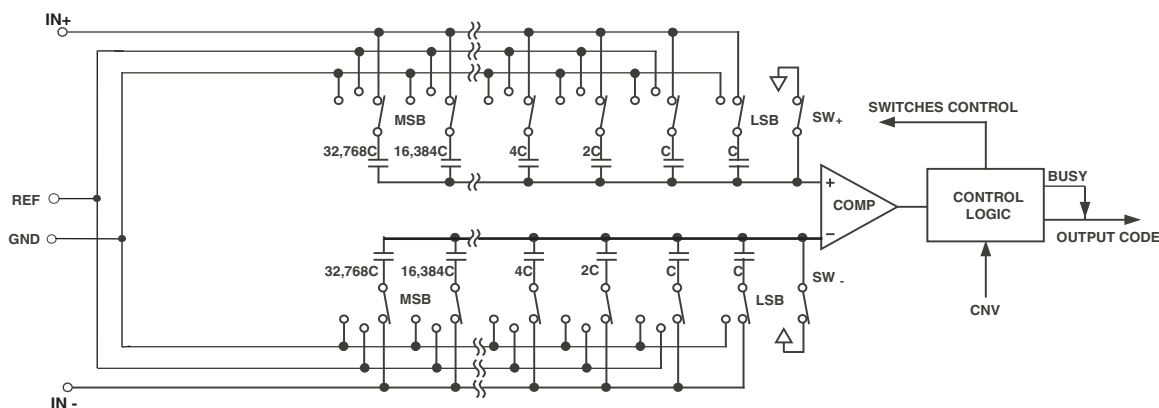 IN+
SWITCHES CONTROL
MSB
LSB
SW+
32,768C
16,384C
4C
2C
C
C
BUSY
REF
+
COMP
CONTROL
LOGIC
GND
–
OUTPUT CODE
32,768C
16,384C
4C
2C
C
C
SW -
MSB
LSB
CNV
IN -